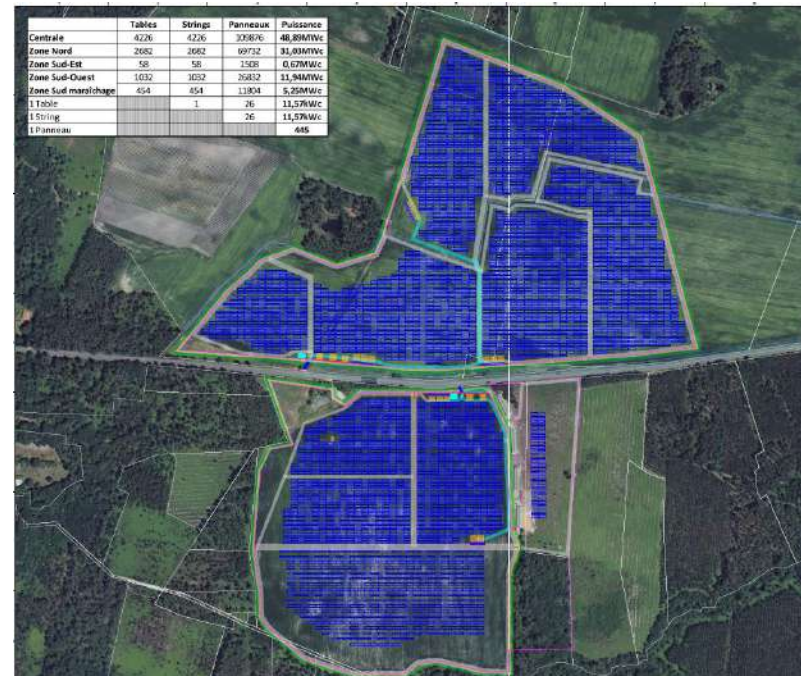 Tables Strings Panneaux Puissance
Centrale 4226 4226 109876 48,89MWc
Zone Nord 2682 2682 69732 31,03MWc
Zone Sud-Est 58 58 1508 0,67MWc
Zone Sud-Ouest 1032 1032 26832 11,94MWc
Zone Sud maraîchage 454 454 11804 5,25MWc
1 Table 1 26 11,57kWc
1 String 26 11,57kWc
1 Panneau 445